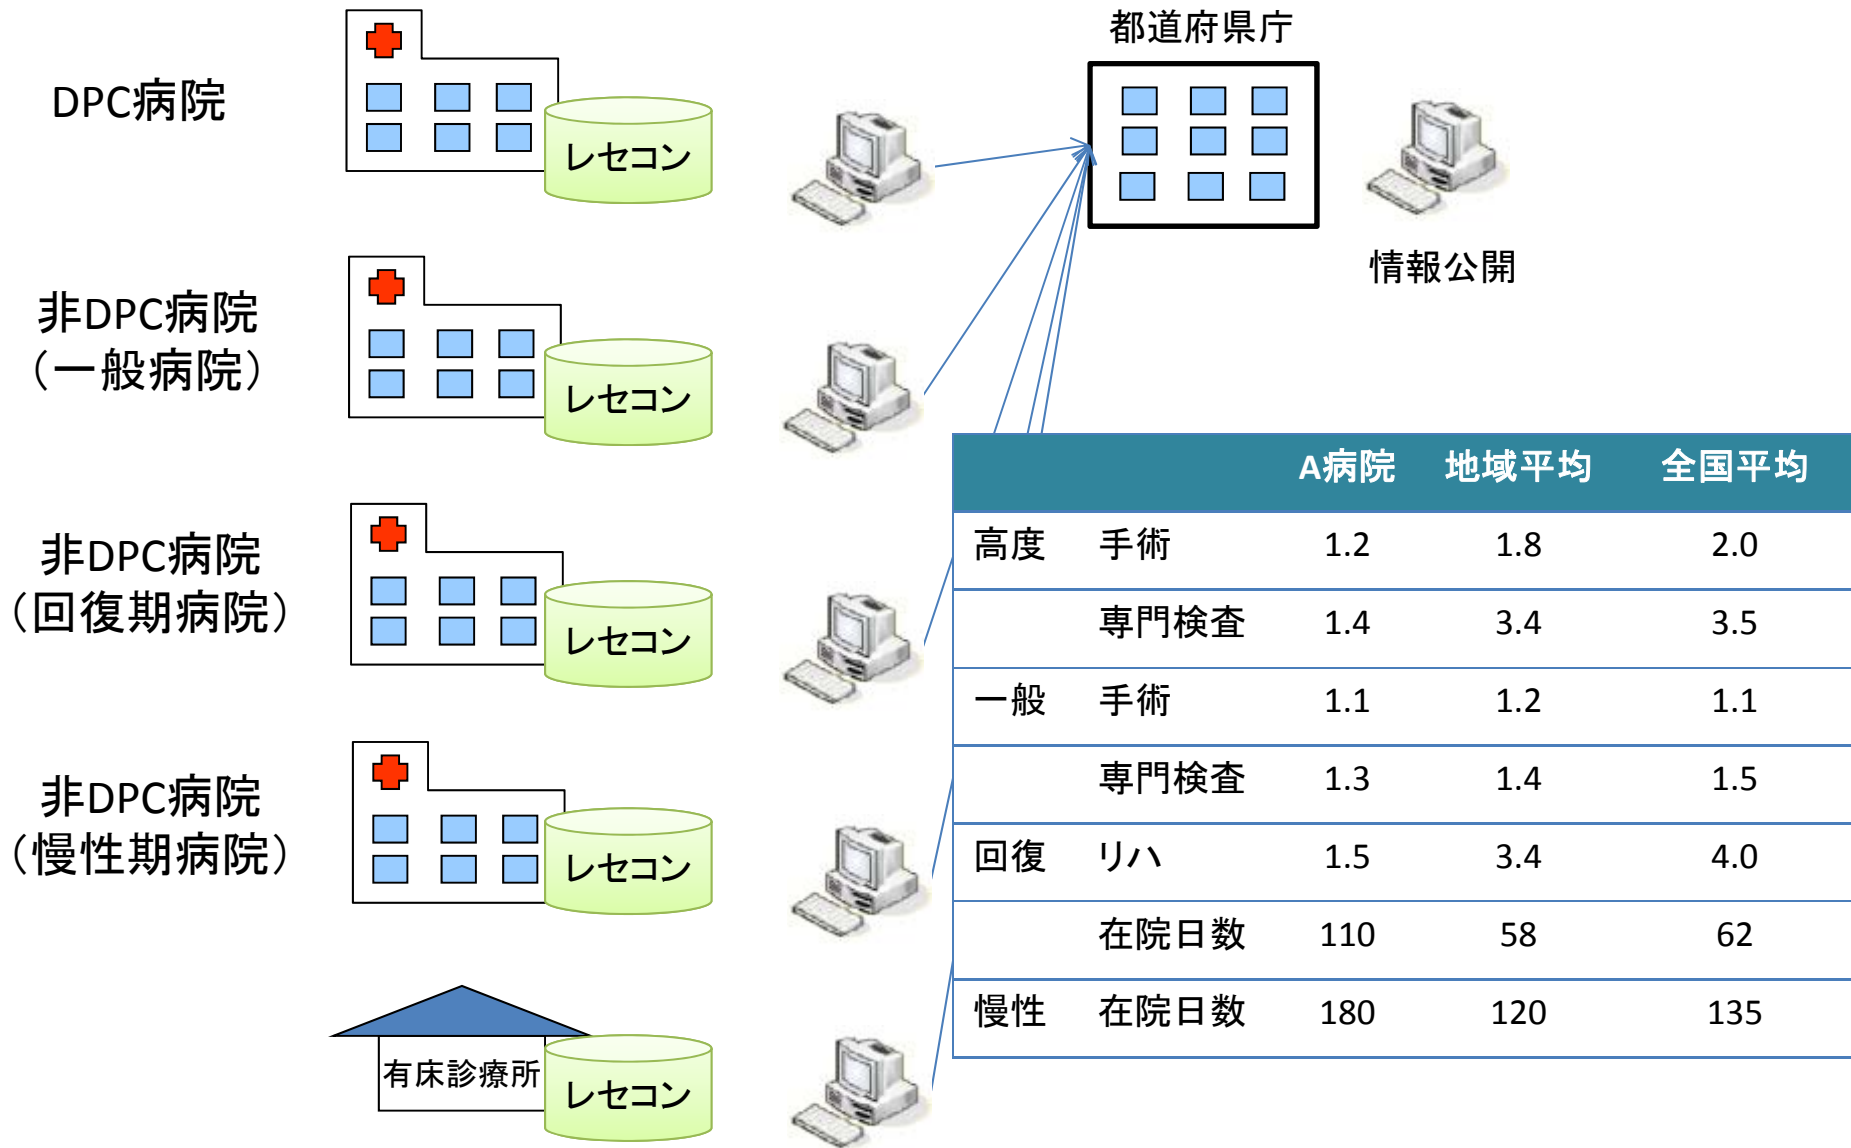 都道府県庁
DPC病院
レセコン
情報公開
非DPC病院
（一般病院）
レセコン
非DPC病院
（回復期病院）
レセコン
非DPC病院
（慢性期病院）
レセコン
有床診療所
レセコン
A病院 地域平均 全国平均
高度 手術 1.2 1.8 2.0
専門検査 1.4 3.4 3.5
一般 手術 1.1 1.2 1.1
専門検査 1.3 1.4 1.5
回復 リハ 1.5 3.4 4.0
在院日数 110 58 62
慢性 在院日数 180 120 135